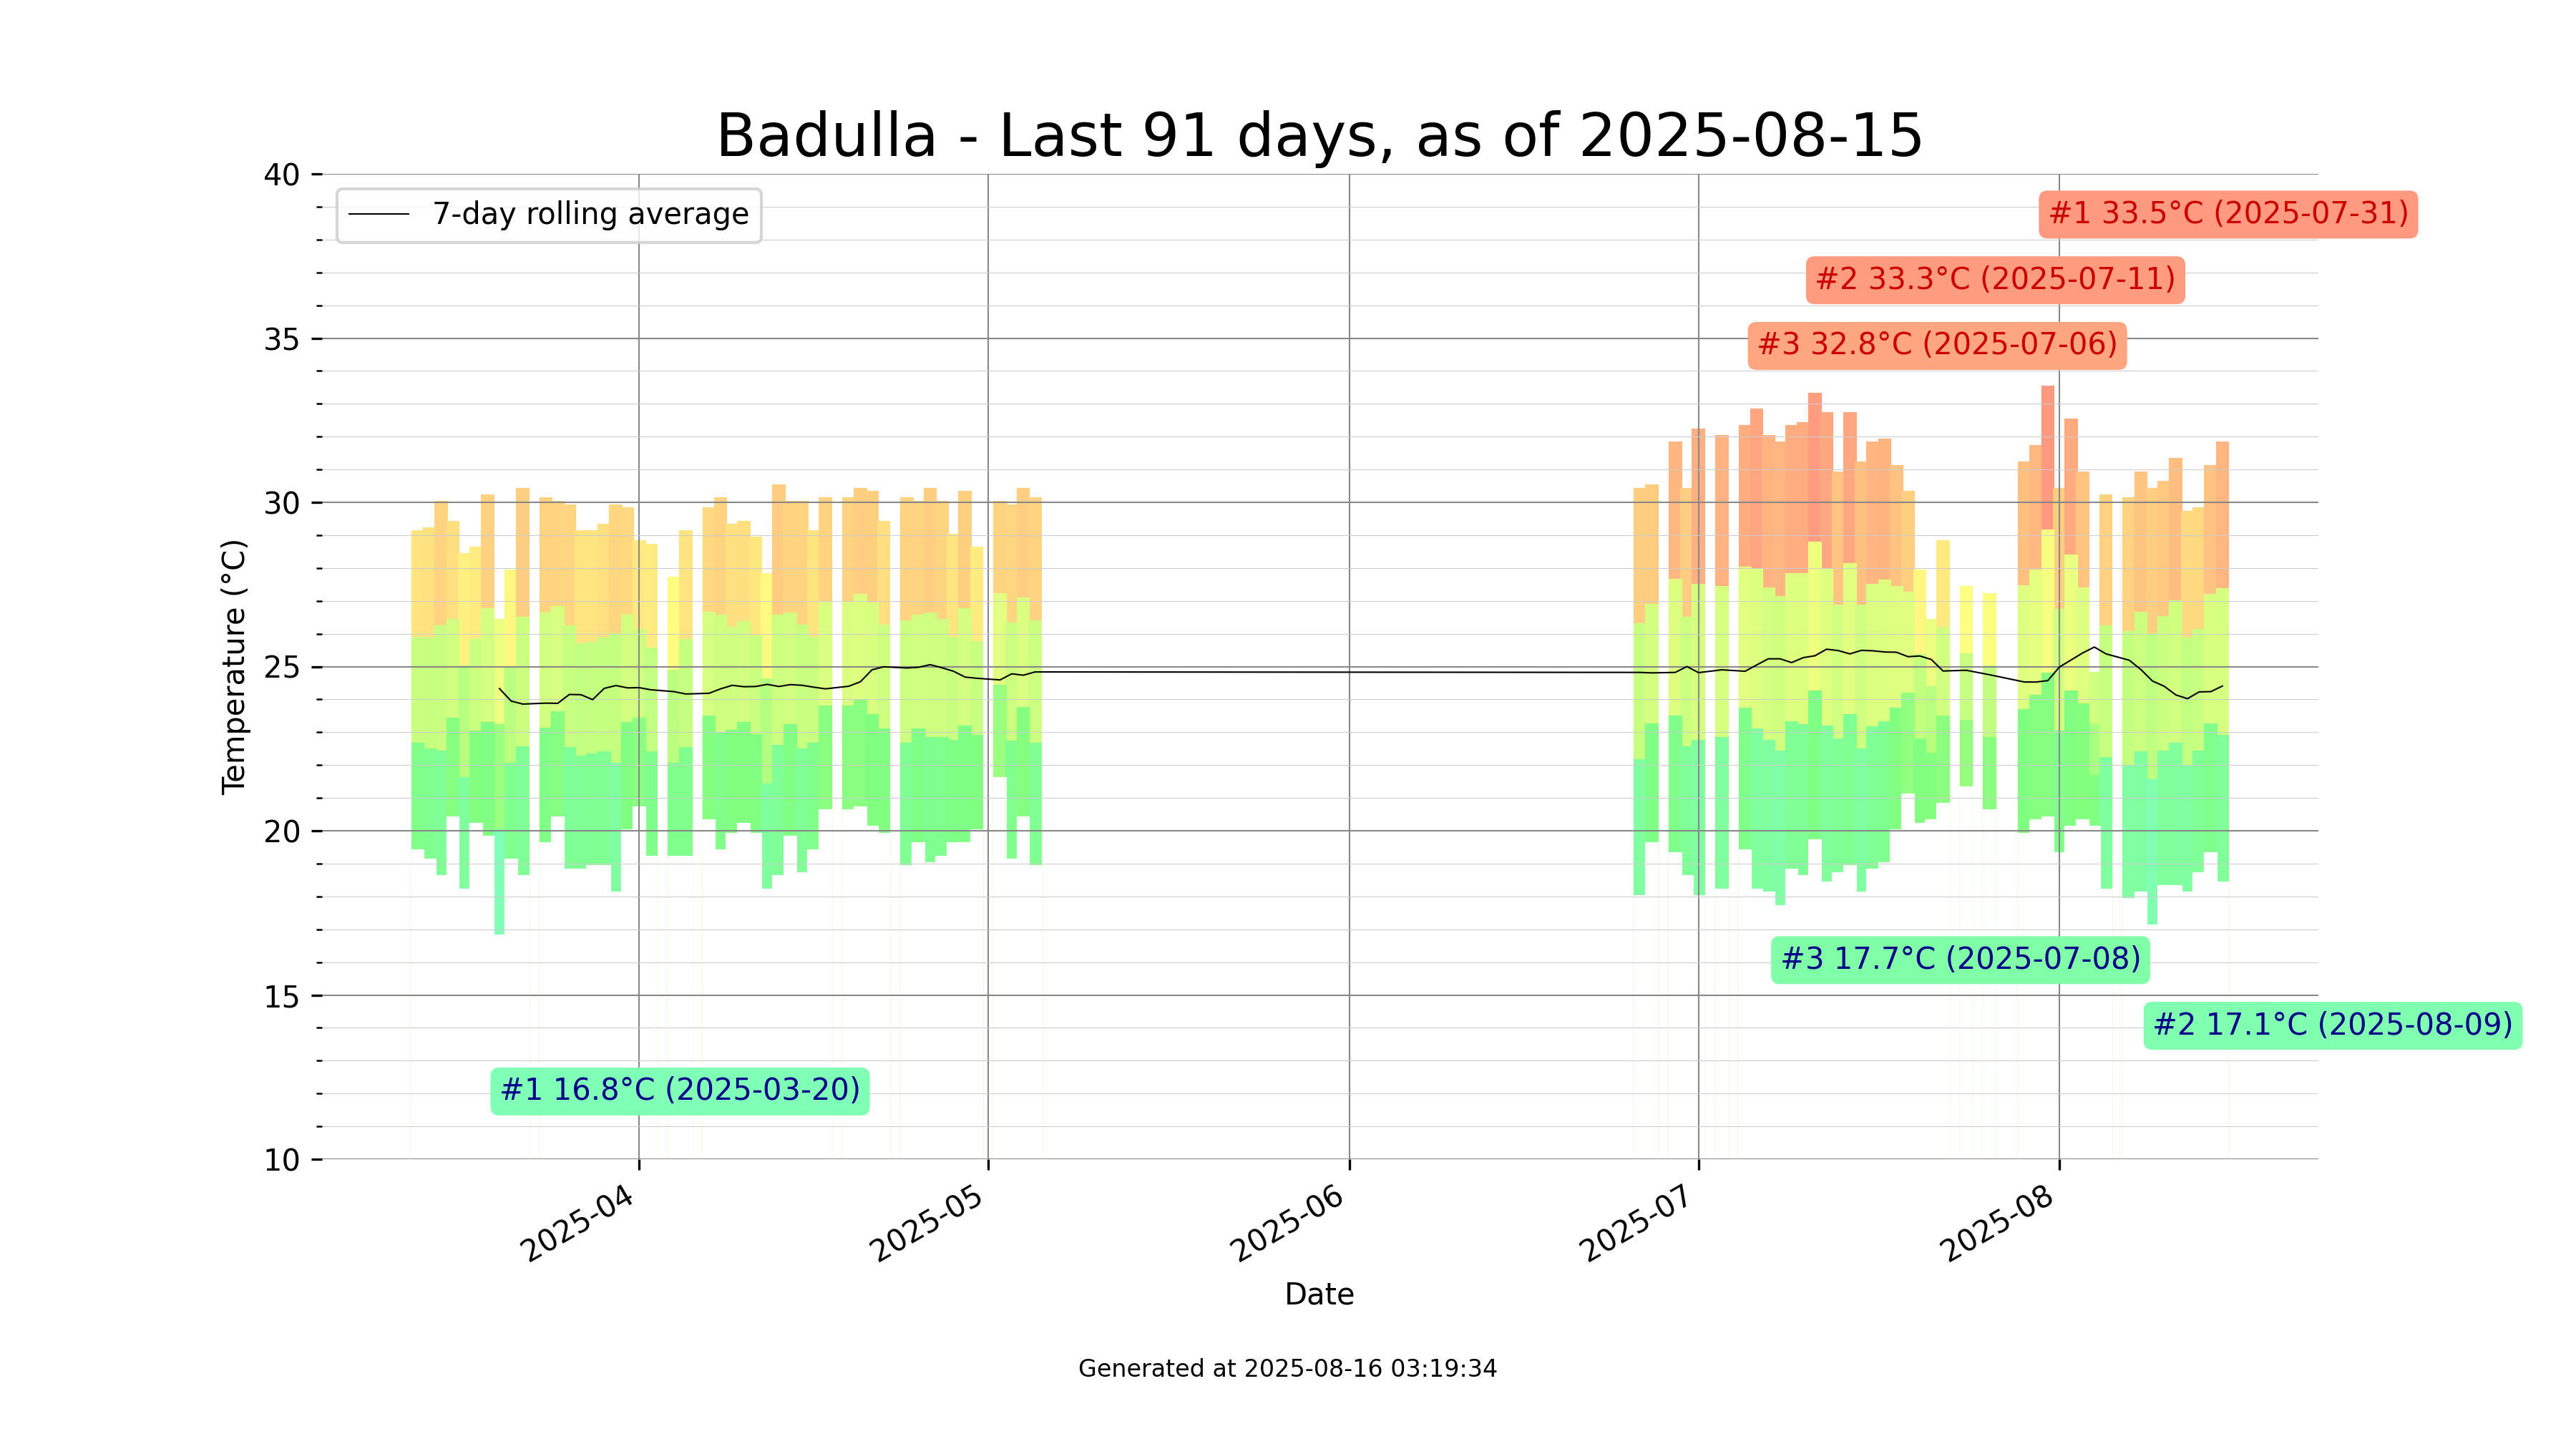 Badulla - Last 91 days, as of 2025-08-15
7-day rolling average
#1 33.5°C (2025-07-31)
#2 33.3°C (2025-07-11)
#3 32.8°C (2025-07-06)
#3 17.7°C (2025-07-08)
#2 17.1°C (2025-08-09)
#1 16.8°C (2025-03-20)
40
35
30
25
20
15
10
Temperature (°C)
2025-04
2025-05
2025-06
2025-07
2025-08
Date
Generated at 2025-08-16 03:19:34